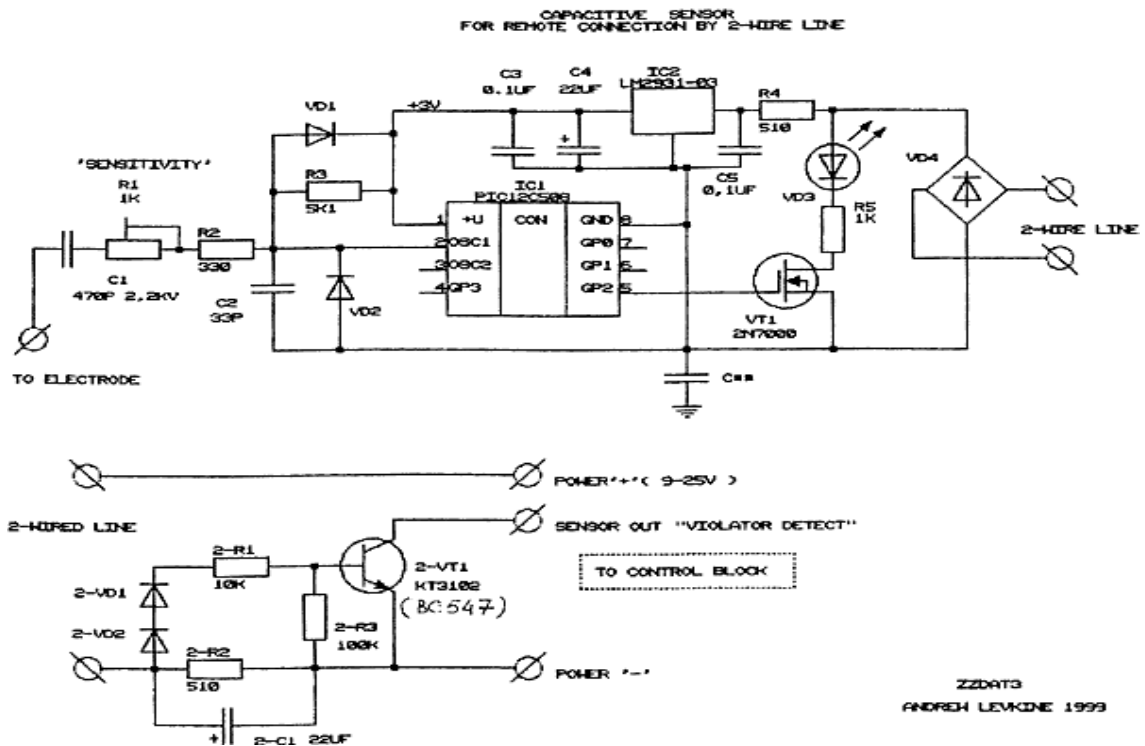 CAPACITIVE SENSOR
FOR REMOTE CONNECTION BY 2-WIRE LINE
C3
0.1UF
C4
22UF
IC2
LM2931-03
R4
510
VD1
+3V
'SENSITIVITY'
R1
1K
R3
5K1
C5
0,1UF
VD3
R5
1K
VD4
2-WIRE LINE
IC1
PIC12C508
1 +U CON GND 8
2 OSC1 GP0 7
3 OSC2 GP1 6
4 GP3 GP2 5
R2
330
C1
470P 2,2KV
C2
33P
VD2
VT1
2N7000
TO ELECTRODE
C**
POWER'+'( 9-25V )
2-WIRED LINE
SENSOR OUT "VIOLATOR DETECT"
2-R1
10K
2-VT1
KT3102
(BC547)
TO CONTROL BLOCK
2-VD1
2-VD2
2-R3
100K
2-R2
510
POWER '-'
+
2-C1 22UF
ZZDAT3
ANDREW LEVKINE 1999